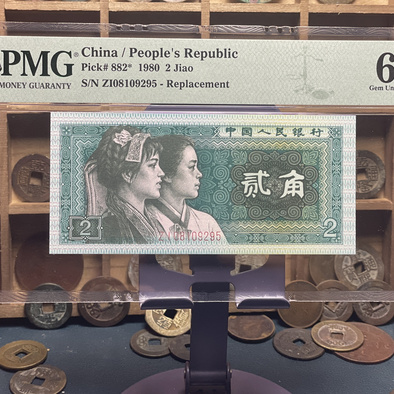 PMG
MONEY GUARANTY
China / People's Republic
Pick# 882* 1980 2 Jiao
S/N ZI08109295 - Replacement
6
Gem Un
中国人民银行
贰角
2
2
ZI08109295